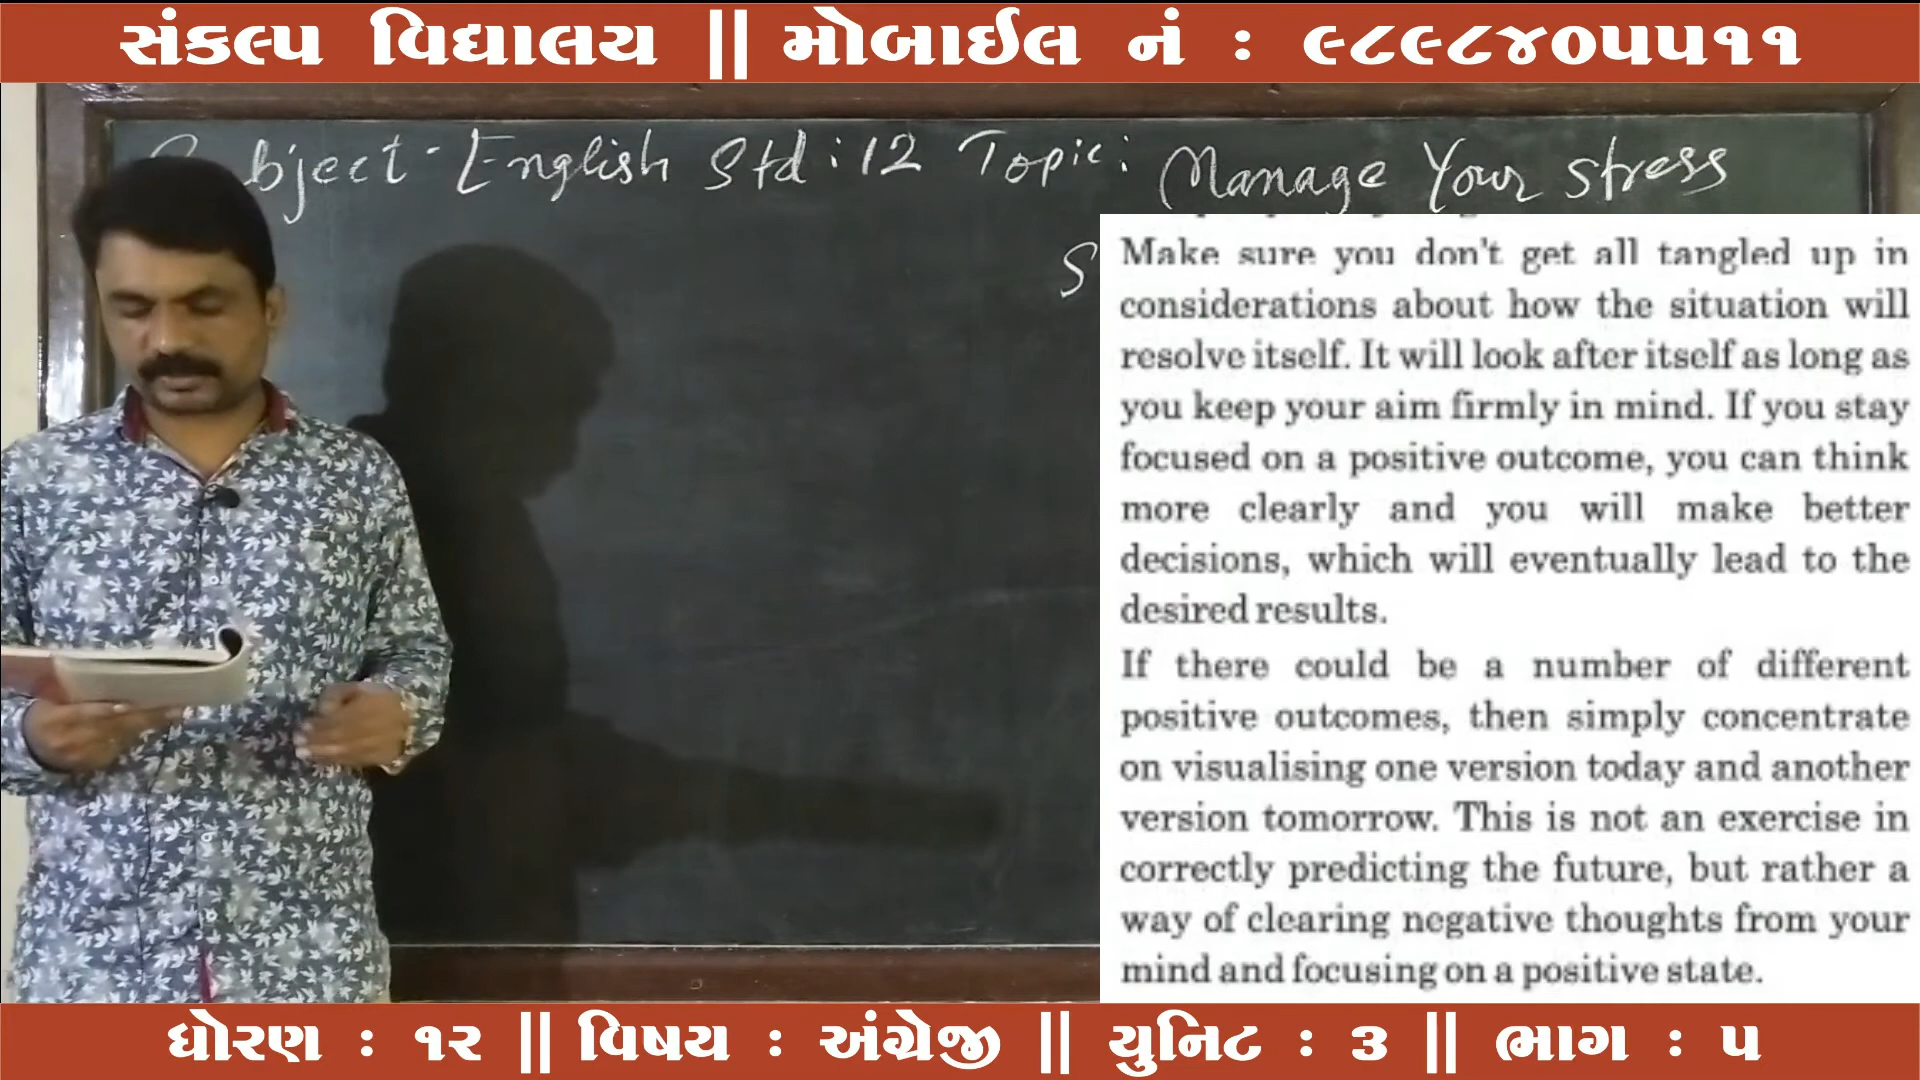 સંકલ્પ વિદ્યાલય || મોબાઈલ નં : ૯૮૯૮૪૦૫૫૧૧
bject - English Std : 12 Topic : Manage Your stress
S
Make sure you don't get all tangled up in
considerations about how the situation will
resolve itself. It will look after itself as long as
you keep your aim firmly in mind. If you stay
focused on a positive outcome, you can think
more clearly and you will make better
decisions, which will eventually lead to the
desired results.
If there could be a number of different
positive outcomes, then simply concentrate
on visualising one version today and another
version tomorrow. This is not an exercise in
correctly predicting the future, but rather a
way of clearing negative thoughts from your
mind and focusing on a positive state.
ધોરણ : ૧૨ || વિષય : અંગ્રેજી || યુનિટ : ૩ || ભાગ : ૫